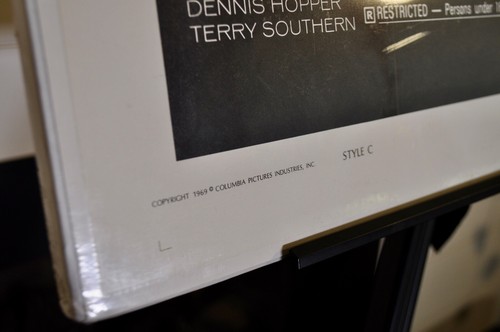 DENNIS HOPPER
TERRY SOUTHERN
R RESTRICTED — Persons under
COPYRIGHT 1969 © COLUMBIA PICTURES INDUSTRIES, INC.
STYLE C